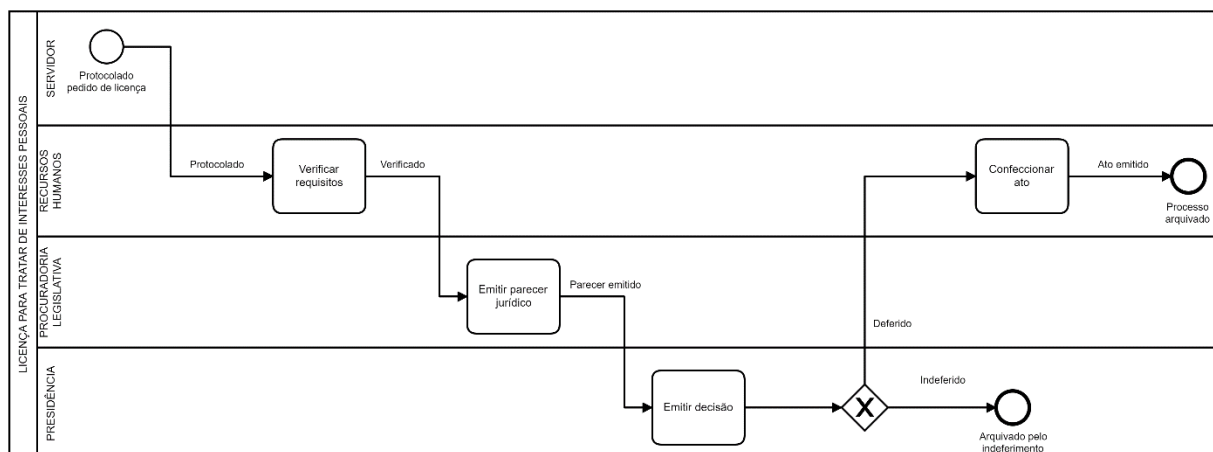 LICENÇA PARA TRATAR DE INTERESSES PESSOAIS
SERVIDOR
Protocolado
pedido de licença
RECURSOS
HUMANOS
Protocolado
Verificar
requisitos
Verificado
Confeccionar
ato
Ato emitido
Processo
arquivado
PROCURADORIA
LEGISLATIVA
Emitir parecer
jurídico
Parecer emitido
Deferido
PRESIDÊNCIA
Emitir decisão
X
Indeferido
Arquivado pelo
indeferimento